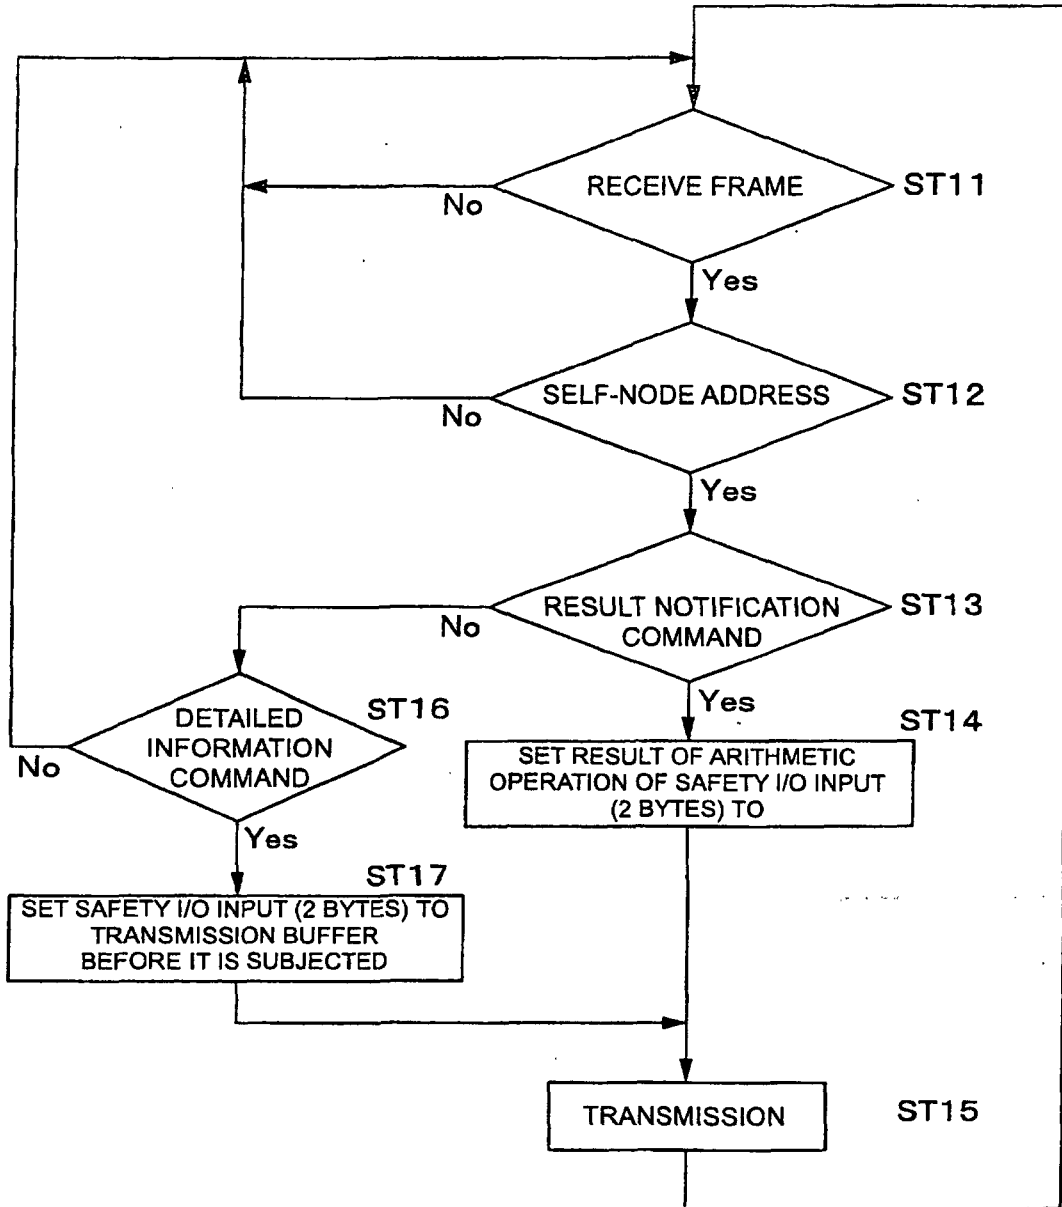 RECEIVE FRAME
ST11
No
Yes
SELF-NODE ADDRESS
ST12
No
Yes
RESULT NOTIFICATION
COMMAND
ST13
No
Yes
DETAILED
INFORMATION
COMMAND
ST16
No
Yes
ST14
SET RESULT OF ARITHMETIC
OPERATION OF SAFETY I/O INPUT
(2 BYTES) TO
ST17
SET SAFETY I/O INPUT (2 BYTES) TO
TRANSMISSION BUFFER
BEFORE IT IS SUBJECTED
TRANSMISSION
ST15